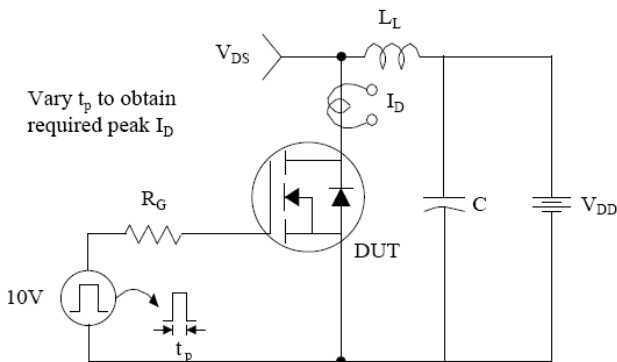 L_L
V_DS
I_D
Vary t_p to obtain
required peak I_D
R_G
C
V_DD
DUT
10V
t_p